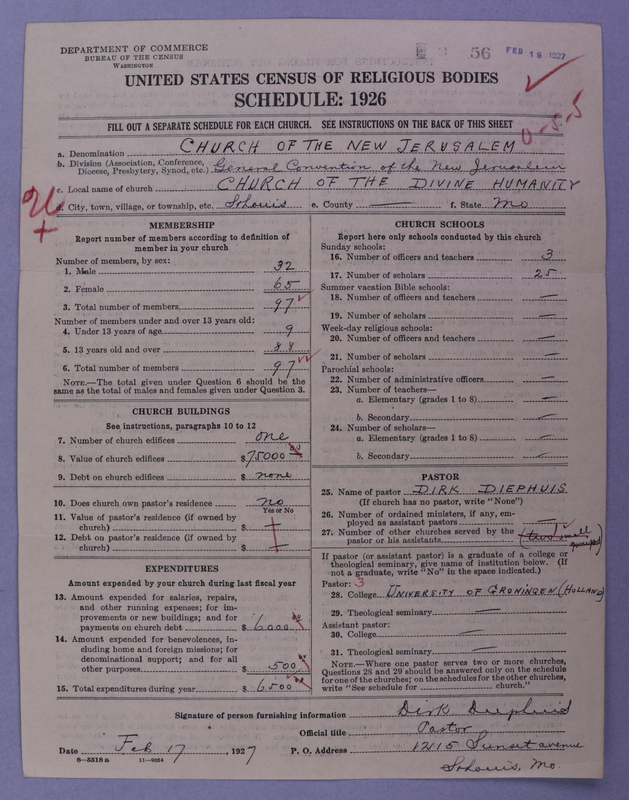 DEPARTMENT OF COMMERCE
BUREAU OF THE CENSUS
WASHINGTON
56 FEB 18 1927
UNITED STATES CENSUS OF RELIGIOUS BODIES
SCHEDULE: 1926
FILL OUT A SEPARATE SCHEDULE FOR EACH CHURCH. SEE INSTRUCTIONS ON THE BACK OF THIS SHEET
0-5-5
a. Denomination CHURCH OF THE NEW JERUSALEM
b. Division (Association, Conference, Diocese, Presbytery, Synod, etc.) General Convention of the New Jerusalem
c. Local name of church CHURCH OF THE DIVINE HUMANITY
d. City, town, village, or township, etc. St Louis e. County — f. State Mo
MEMBERSHIP
Report number of members according to definition of
member in your church
Number of members, by sex:
1. Male 32
2. Female 65
3. Total number of members 97
Number of members under and over 13 years old:
4. Under 13 years of age 9
5. 13 years old and over 88
6. Total number of members 97
NOTE.—The total given under Question 6 should be the
same as the total of males and females given under Question 3.
CHURCH BUILDINGS
See instructions, paragraphs 10 to 12
7. Number of church edifices one
8. Value of church edifices $75000
9. Debt on church edifices $ none
10. Does church own pastor's residence no
Yes or No
11. Value of pastor's residence (if owned by
church) $
12. Debt on pastor's residence (if owned by
church) $
EXPENDITURES
Amount expended by your church during last fiscal year
13. Amount expended for salaries, repairs,
and other running expenses; for im-
provements or new buildings; and for
payments on church debt $ 6000
14. Amount expended for benevolences, in-
cluding home and foreign missions; for
denominational support; and for all
other purposes $ 500
15. Total expenditures during year $ 6500
CHURCH SCHOOLS
Report here only schools conducted by this church
Sunday schools:
16. Number of officers and teachers 3
17. Number of scholars 25
Summer vacation Bible schools:
18. Number of officers and teachers —
19. Number of scholars —
Week-day religious schools:
20. Number of officers and teachers —
21. Number of scholars —
Parochial schools:
22. Number of administrative officers —
23. Number of teachers—
a. Elementary (grades 1 to 8) —
b. Secondary —
24. Number of scholars—
a. Elementary (grades 1 to 8) —
b. Secondary —
PASTOR
25. Name of pastor DIRK DIEPHUIS
(If church has no pastor, write "None")
26. Number of ordained ministers, if any, em-
ployed as assistant pastors —
27. Number of other churches served by the
pastor or his assistants (two small
If pastor (or assistant pastor) is a graduate of a college or
theological seminary, give name of institution below. (If
not a graduate, write "No" in the space indicated.)
Pastor: 3
28. College UNIVERSITY OF GRONINGEN (HOLLAND)
29. Theological seminary —
Assistant pastor:
30. College —
31. Theological seminary —
NOTE.—Where one pastor serves two or more churches,
Questions 28 and 29 should be answered only on the schedule
for one of the churches; on the schedules for the other churches,
write "See schedule for church."
Signature of person furnishing information Dirk Diephuis
Official title Pastor
Date Feb 17, 1927 P. O. Address 12115 Sunset avenue
8—5518 a 11—9264 St Louis, Mo.